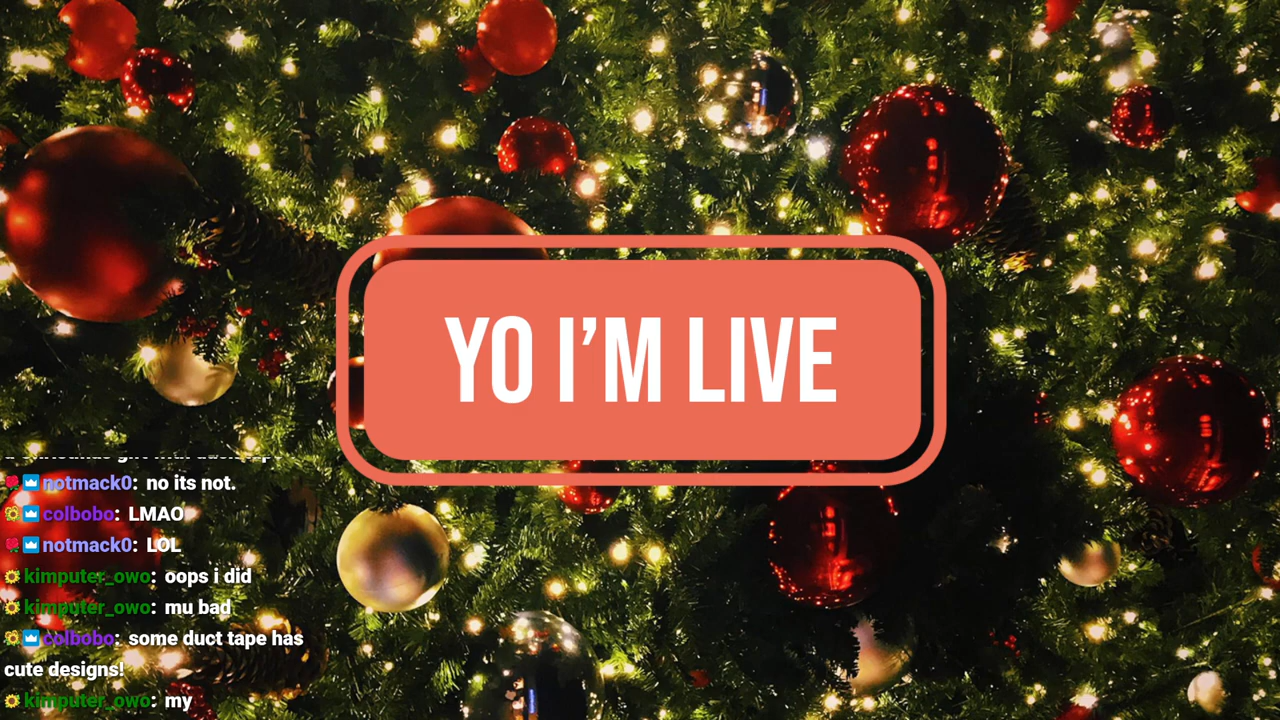 YO I'M LIVE
notmack0: no its not.
colbobo: LMAO
notmack0: LOL
kimputer_owo: oops i did
kimputer_owo: mu bad
colbobo: some duct tape has
cute designs!
kimputer_owo: my